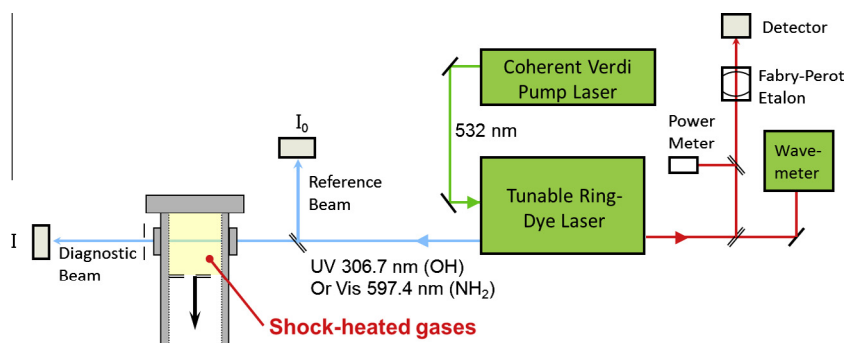 Detector
Coherent Verdi
Pump Laser
Fabry-Perot
Etalon
I₀
532 nm
Power
Meter
Wave-
meter
Reference
Beam
Tunable Ring-
Dye Laser
I
Diagnostic
Beam
UV 306.7 nm (OH)
Or Vis 597.4 nm (NH₂)
Shock-heated gases